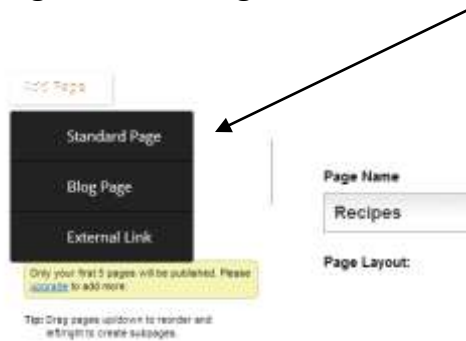 Add Page
Standard Page
Blog Page
External Link
Only your first 5 pages will be published. Please
upgrade to add more.
Tip: Drag pages up/down to reorder and
left/right to create subpages.
Page Name
Recipes
Page Layout: